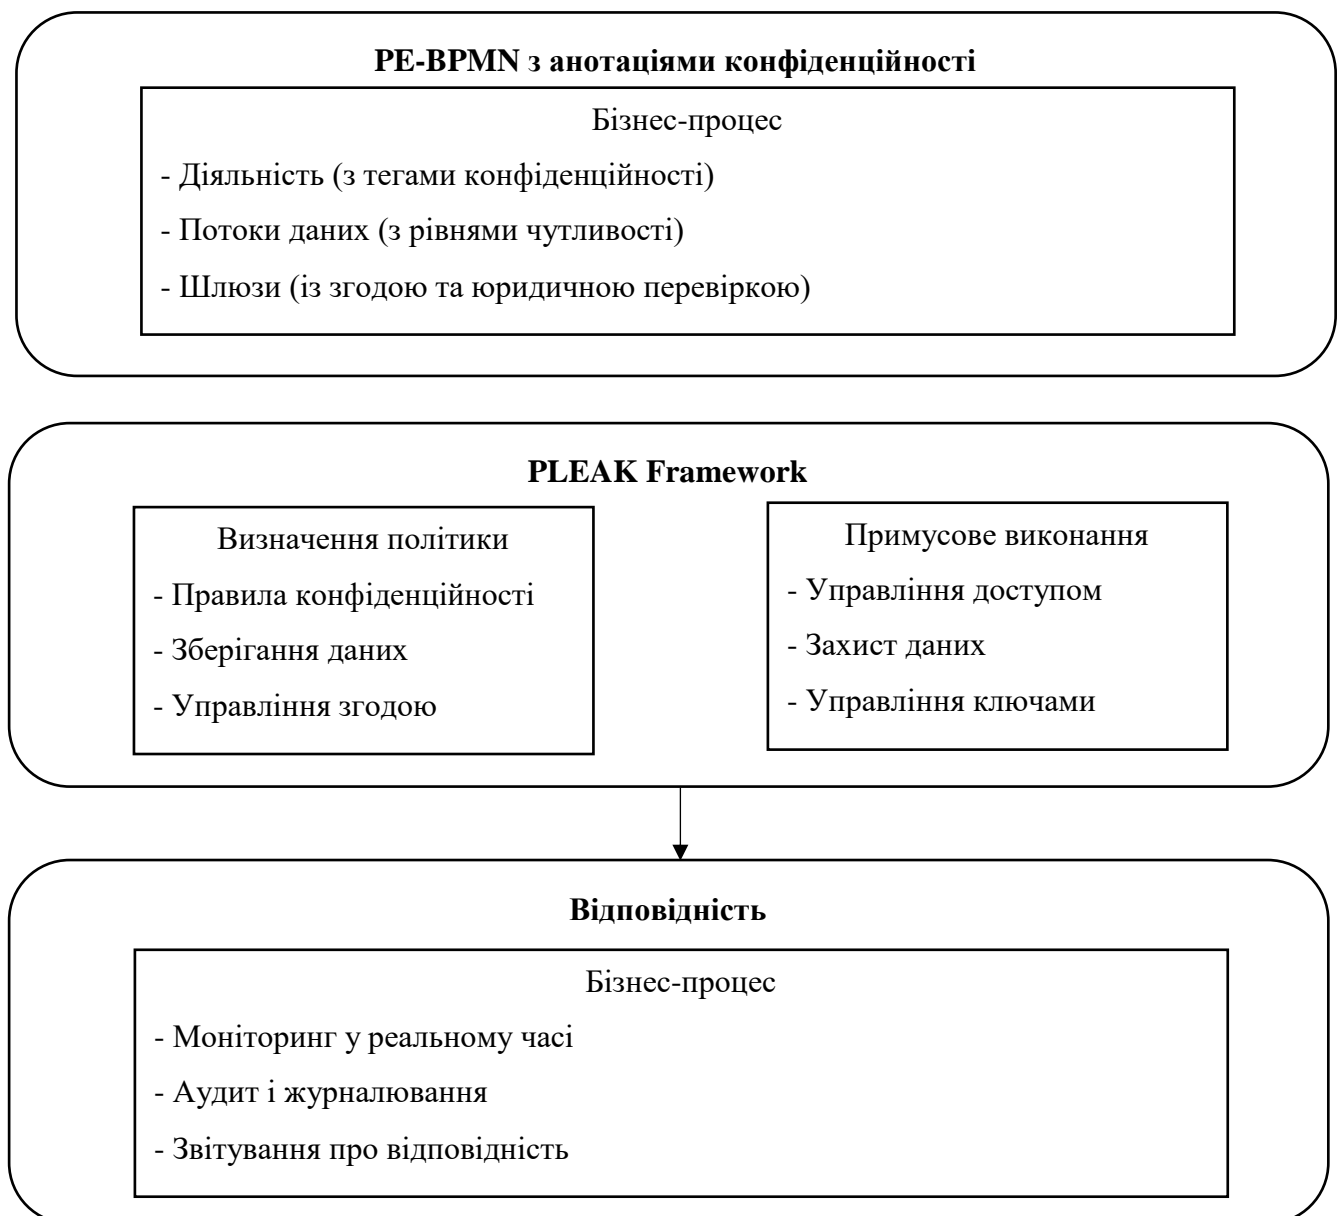 PE-BPMN з анотаціями конфіденційності
Бізнес-процес
- Діяльність (з тегами конфіденційності)
- Потоки даних (з рівнями чутливості)
- Шлюзи (із згодою та юридичною перевіркою)
PLEAK Framework
Визначення політики
- Правила конфіденційності
- Зберігання даних
- Управління згодою
Примусове виконання
- Управління доступом
- Захист даних
- Управління ключами
Відповідність
Бізнес-процес
- Моніторинг у реальному часі
- Аудит і журналювання
- Звітування про відповідність